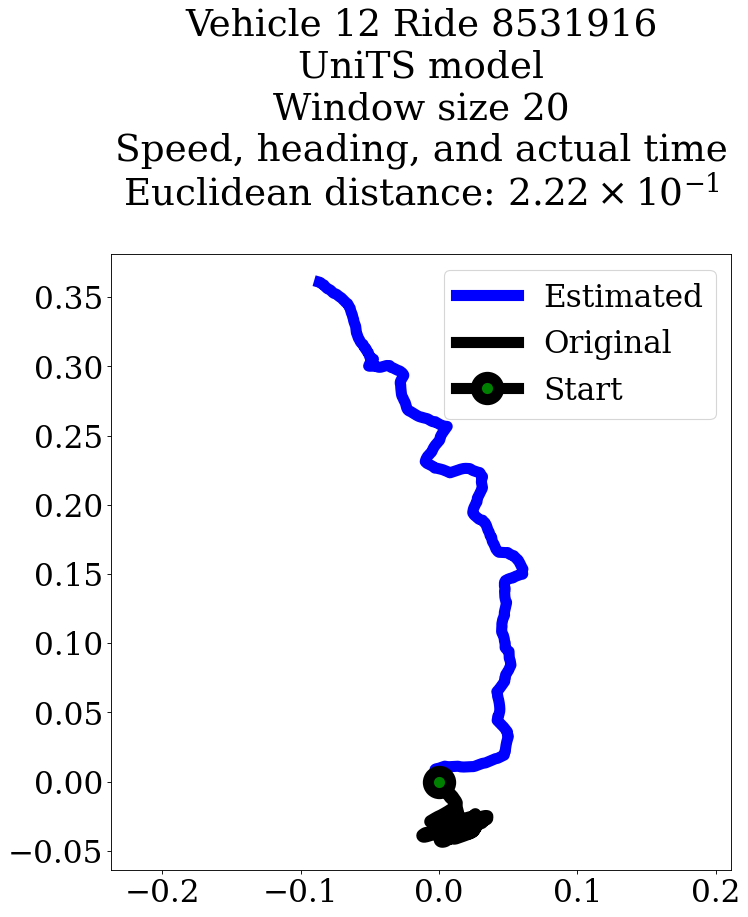 Vehicle 12 Ride 8531916
UniTS model
Window size 20
Speed, heading, and actual time
Euclidean distance: 2.22 × 10⁻¹
Estimated
Original
Start
0.35
0.30
0.25
0.20
0.15
0.10
0.05
0.00
−0.05
−0.2 −0.1 0.0 0.1 0.2